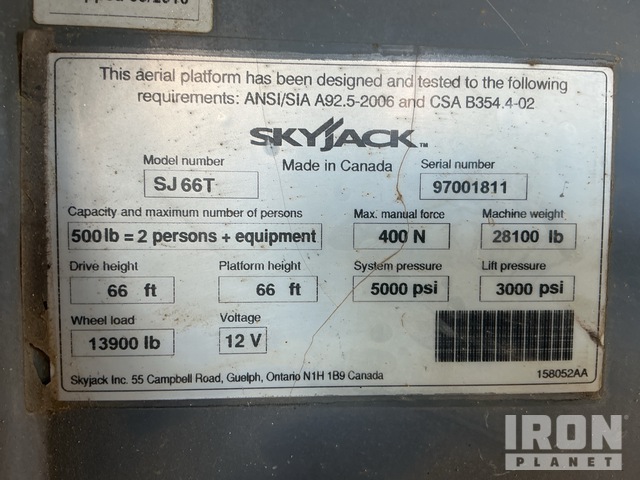 This aerial platform has been designed and tested to the following
requirements: ANSI/SIA A92.5-2006 and CSA B354.4-02
SKYJACK™
Model number Made in Canada Serial number
SJ 66T 97001811
Capacity and maximum number of persons Max. manual force Machine weight
500 lb = 2 persons + equipment 400 N 28100 lb
Drive height Platform height System pressure Lift pressure
66 ft 66 ft 5000 psi 3000 psi
Wheel load Voltage
13900 lb 12 V
Skyjack Inc. 55 Campbell Road, Guelph, Ontario N1H 1B9 Canada 158052AA
IRON
PLANET